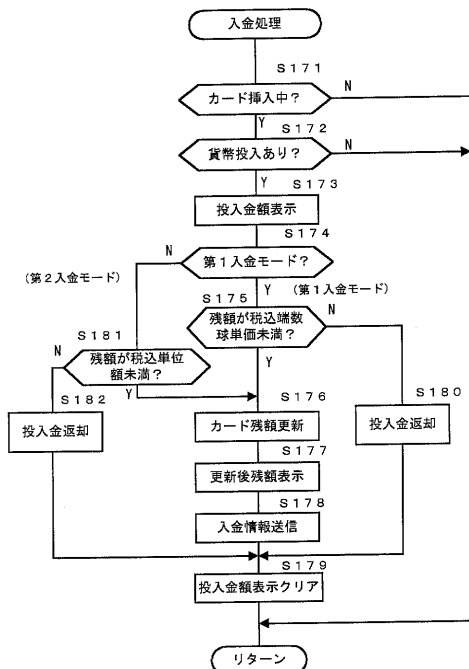 入金処理
S171
カード挿入中？
N
Y
S172
貨幣投入あり？
N
Y
S173
投入金額表示
S174
第1入金モード？
N
Y
（第2入金モード）
（第1入金モード）
S175
残額が税込端数
球単価未満？
N
Y
S181
残額が税込単位
額未満？
N
Y
S182
投入金返却
S176
カード残額更新
S180
投入金返却
S177
更新後残額表示
S178
入金情報送信
S179
投入金額表示クリア
リターン